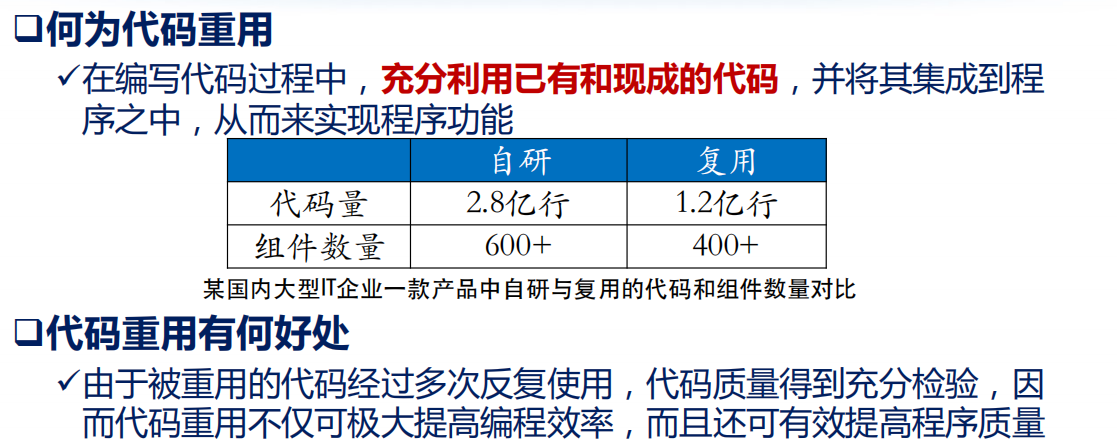 ❑何为代码重用
✓在编写代码过程中，充分利用已有和现成的代码，并将其集成到程
序之中，从而来实现程序功能
自研 复用
代码量 2.8亿行 1.2亿行
组件数量 600+ 400+
某国内大型IT企业一款产品中自研与复用的代码和组件数量对比
❑代码重用有何好处
✓由于被重用的代码经过多次反复使用，代码质量得到充分检验，因
而代码重用不仅可极大提高编程效率，而且还可有效提高程序质量